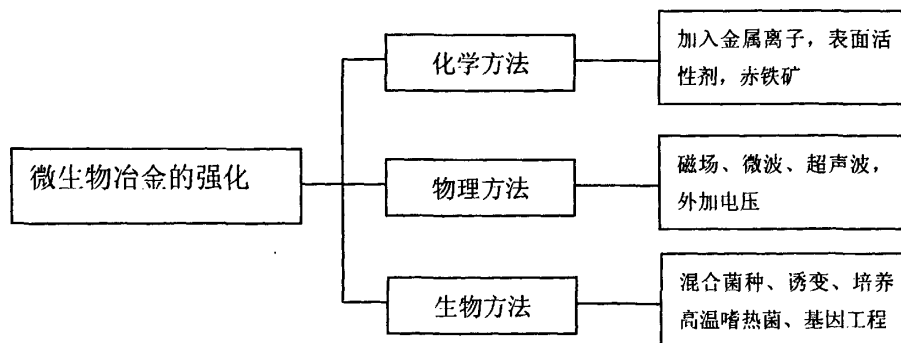 加入金属离子，表面活
性剂，赤铁矿
化学方法
微生物冶金的强化
物理方法
磁场、微波、超声波，
外加电压
生物方法
混合菌种、诱变、培养
高温嗜热菌、基因工程